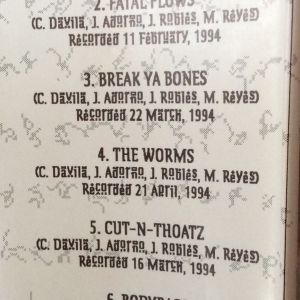 2. FATAL FLOWS
(C. Davila, J. Adorno, J. Robles, M. Reyes)
Recorded 11 February, 1994
3. BREAK YA BONES
(C. Davila, J. Adorno, J. Robles, M. Reyes)
Recorded 22 March, 1994
4. THE WORMS
(C. Davila, J. Adorno, J. Robles, M. Reyes)
Recorded 21 April, 1994
5. CUT-N-THOATZ
(C. Davila, J. Adorno, J. Robles, M. Reyes)
Recorded 16 March, 1994
6.